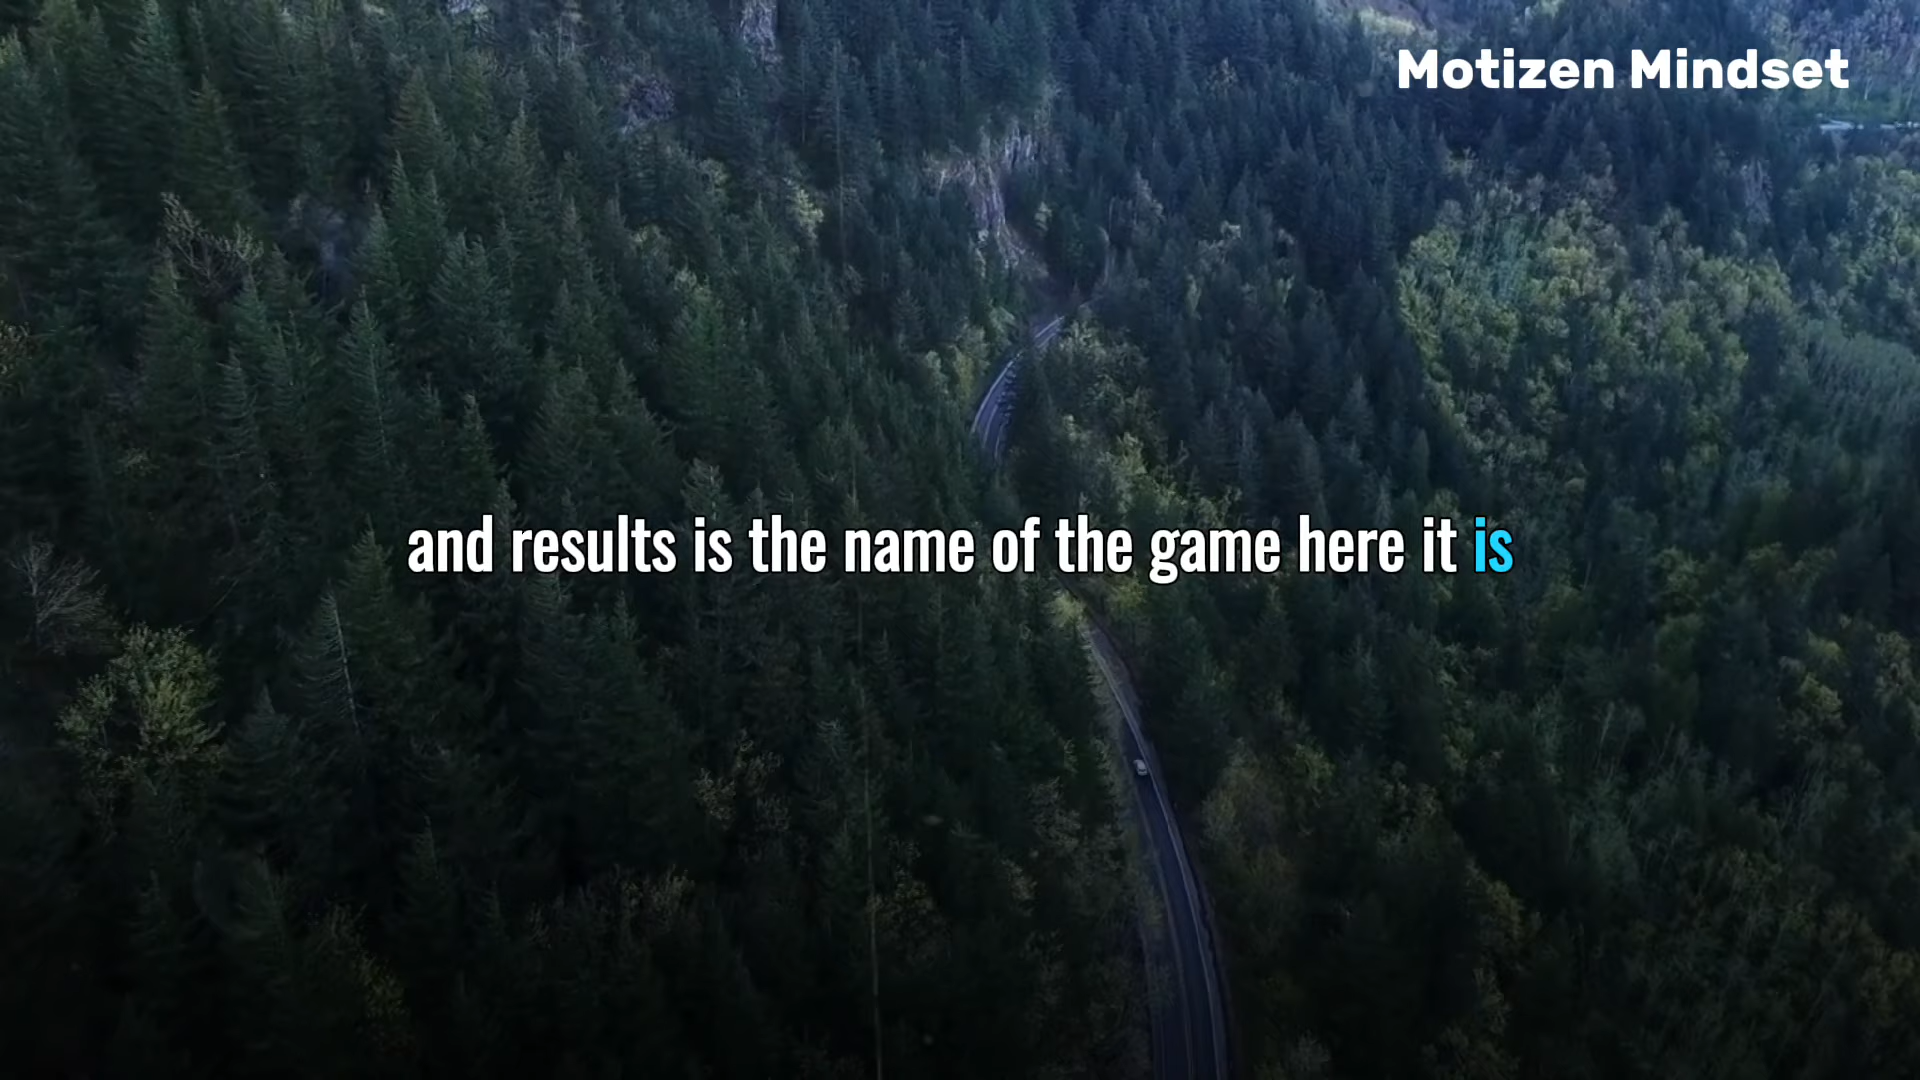 Motizen Mindset
and results is the name of the game here it is